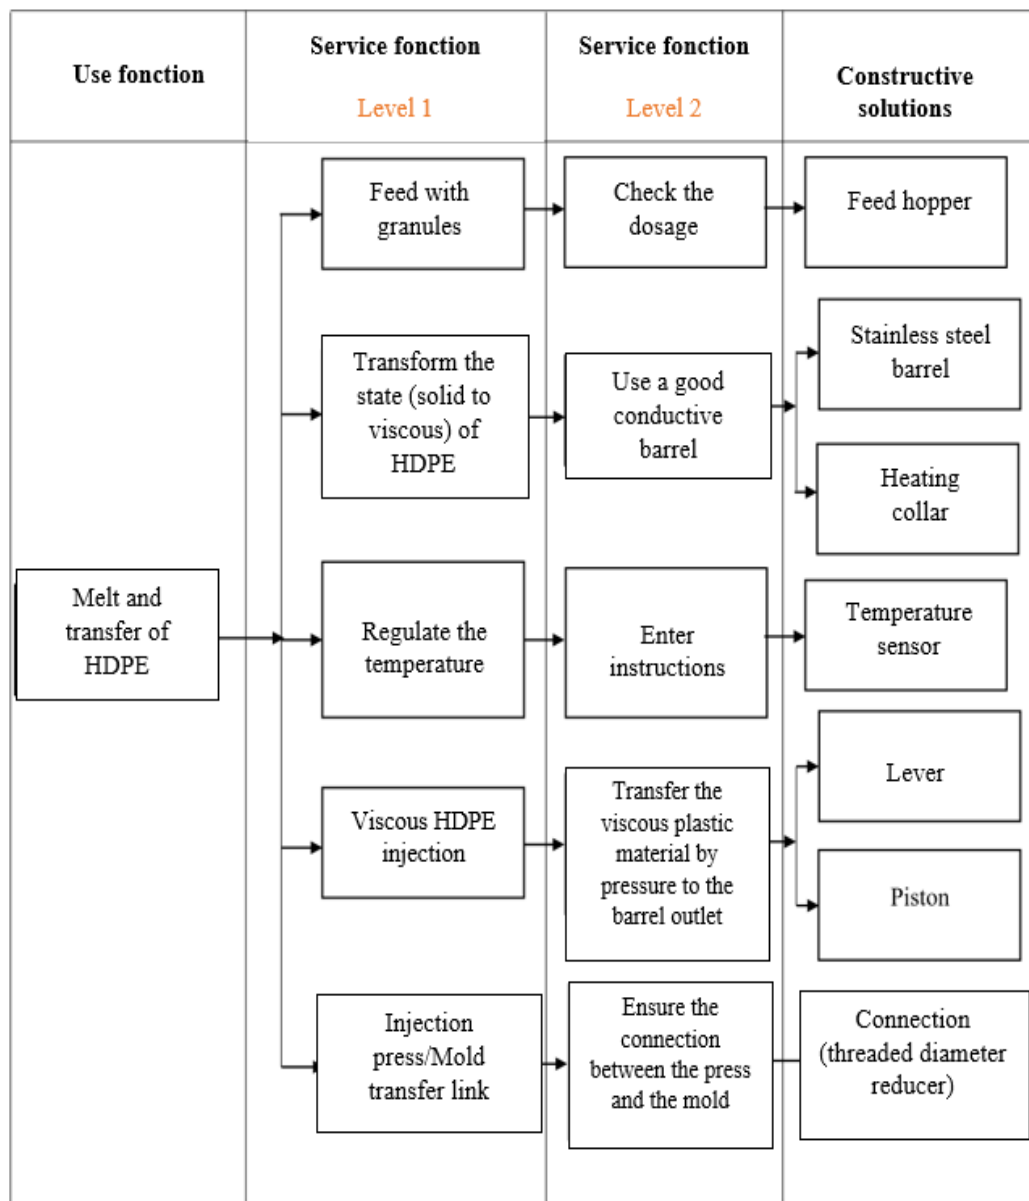 Use fonction
Service fonction
Level 1
Service fonction
Level 2
Constructive
solutions
Melt and
transfer of
HDPE
Feed with
granules
Check the
dosage
Feed hopper
Transform the
state (solid to
viscous) of
HDPE
Use a good
conductive
barrel
Stainless steel
barrel
Heating
collar
Regulate the
temperature
Enter
instructions
Temperature
sensor
Viscous HDPE
injection
Transfer the
viscous plastic
material by
pressure to the
barrel outlet
Lever
Piston
Injection
press/Mold
transfer link
Ensure the
connection
between the press
and the mold
Connection
(threaded diameter
reducer)